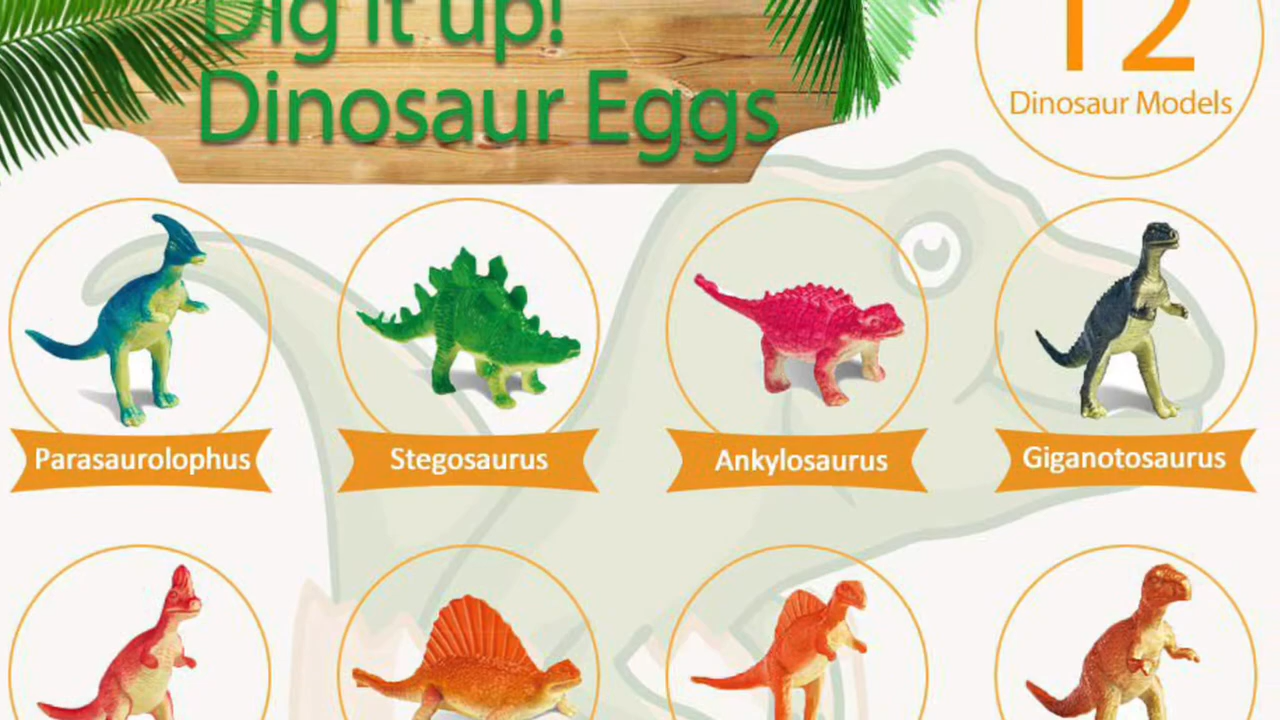 Dig it up!
Dinosaur Eggs
12
Dinosaur Models
Parasaurolophus
Stegosaurus
Ankylosaurus
Giganotosaurus